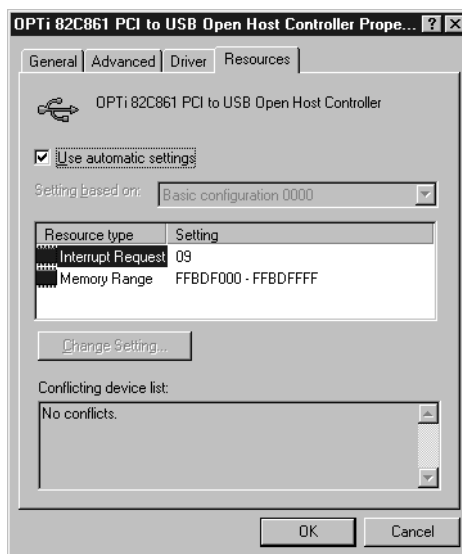 OPTi 82C861 PCI to USB Open Host Controller Prope... ? X
General Advanced Driver Resources
OPTi 82C861 PCI to USB Open Host Controller
Use automatic settings
Setting based on: Basic configuration 0000
Resource type Setting
Interrupt Request 09
Memory Range FFBDF000 - FFBDFFFF
Change Setting...
Conflicting device list:
No conflicts.
OK Cancel